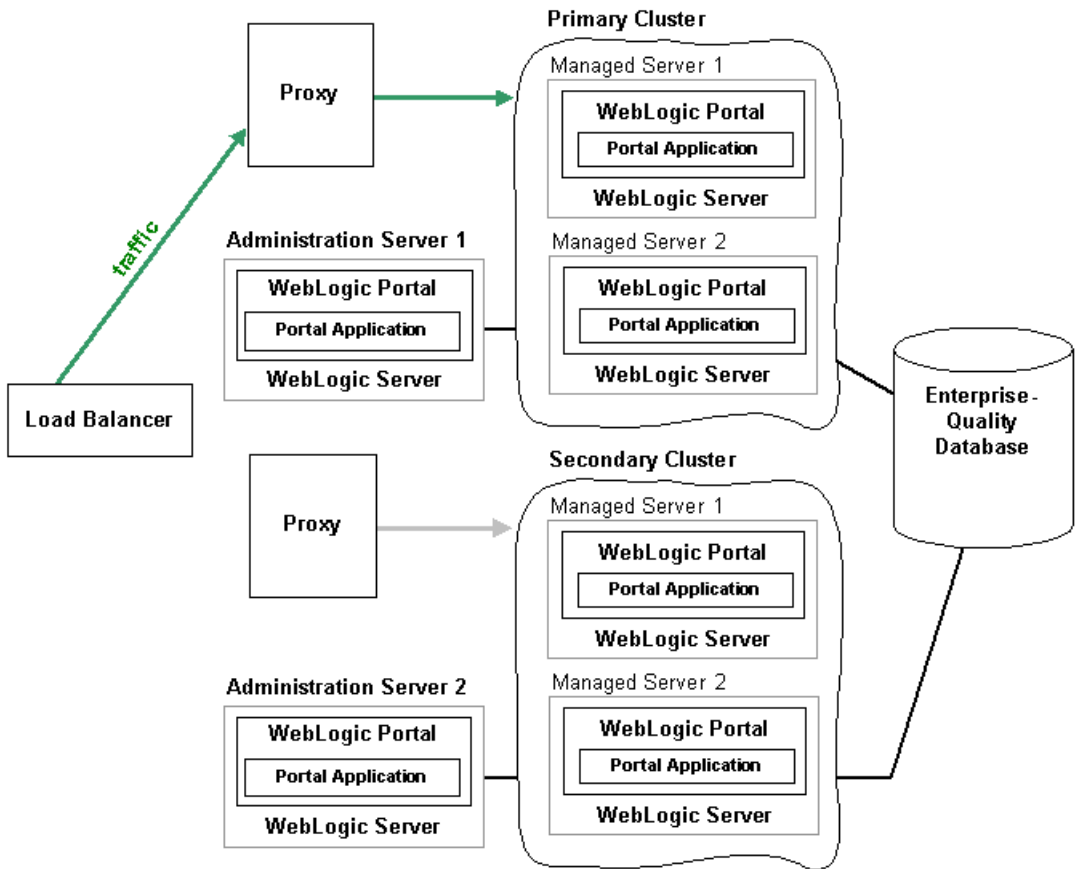 Primary Cluster
Managed Server 1
Proxy
WebLogic Portal
Portal Application
WebLogic Server
traffic
Administration Server 1
WebLogic Portal
Portal Application
WebLogic Server
Managed Server 2
WebLogic Portal
Portal Application
WebLogic Server
Load Balancer
Enterprise-
Quality
Database
Secondary Cluster
Managed Server 1
Proxy
WebLogic Portal
Portal Application
WebLogic Server
Administration Server 2
WebLogic Portal
Portal Application
WebLogic Server
Managed Server 2
WebLogic Portal
Portal Application
WebLogic Server